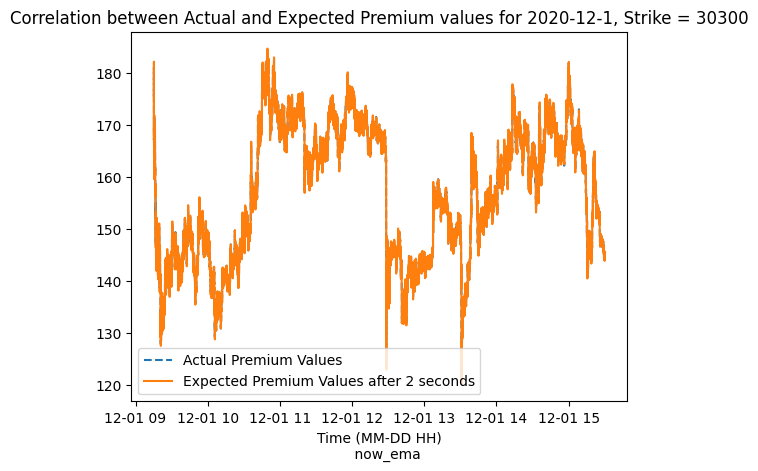 Correlation between Actual and Expected Premium values for 2020-12-1, Strike = 30300
180
170
160
150
140
130
120
Actual Premium Values
Expected Premium Values after 2 seconds
12-01 09 12-01 10 12-01 11 12-01 12 12-01 13 12-01 14 12-01 15
Time (MM-DD HH)
now_ema